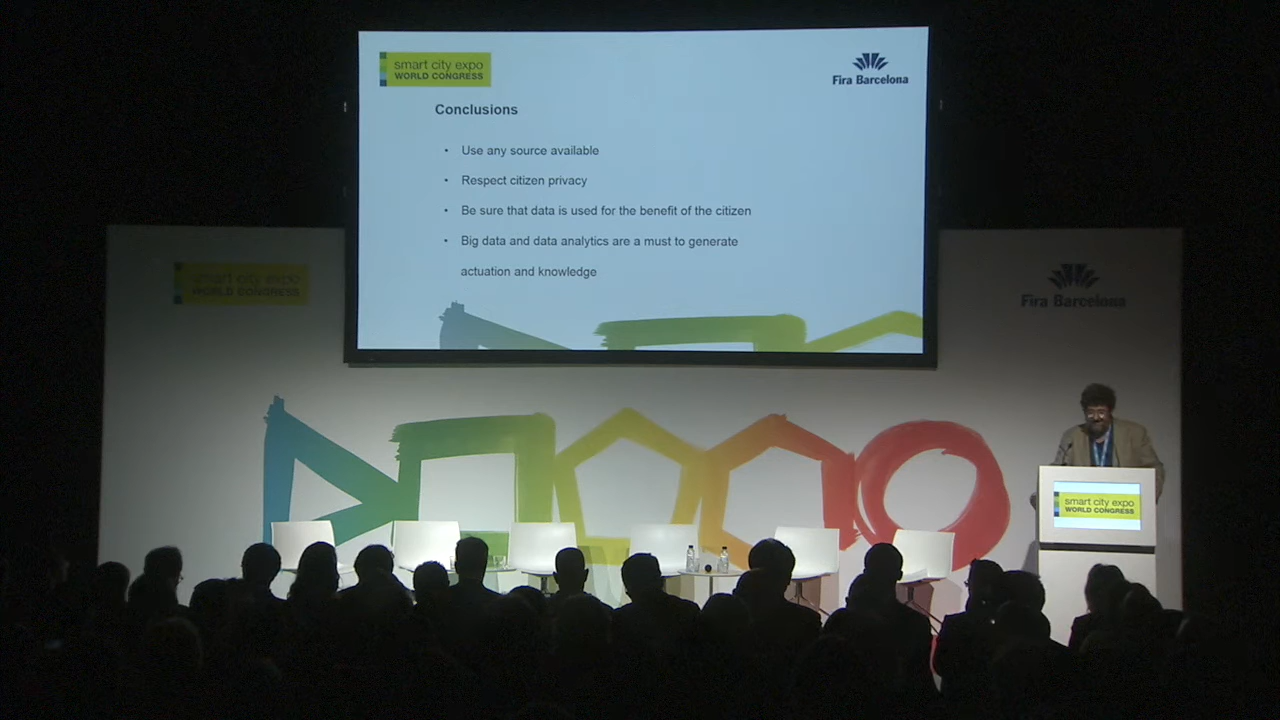 smart city expo
WORLD CONGRESS
Fira Barcelona
Conclusions
• Use any source available
• Respect citizen privacy
• Be sure that data is used for the benefit of the citizen
• Big data and data analytics are a must to generate
actuation and knowledge
smart city expo
WORLD CONGRESS
Fira Barcelona
smart city expo
WORLD CONGRESS